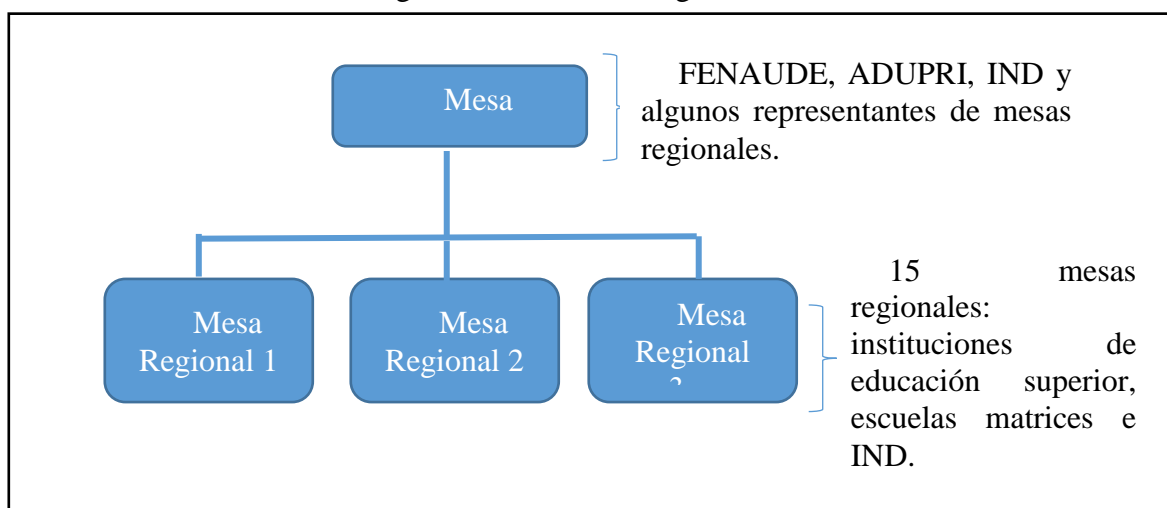 Mesa
FENAUDE, ADUPRI, IND y
algunos representantes de mesas
regionales.
Mesa
Regional 1
Mesa
Regional 2
Mesa
Regional
15 mesas
regionales:
instituciones de
educación superior,
escuelas matrices e
IND.